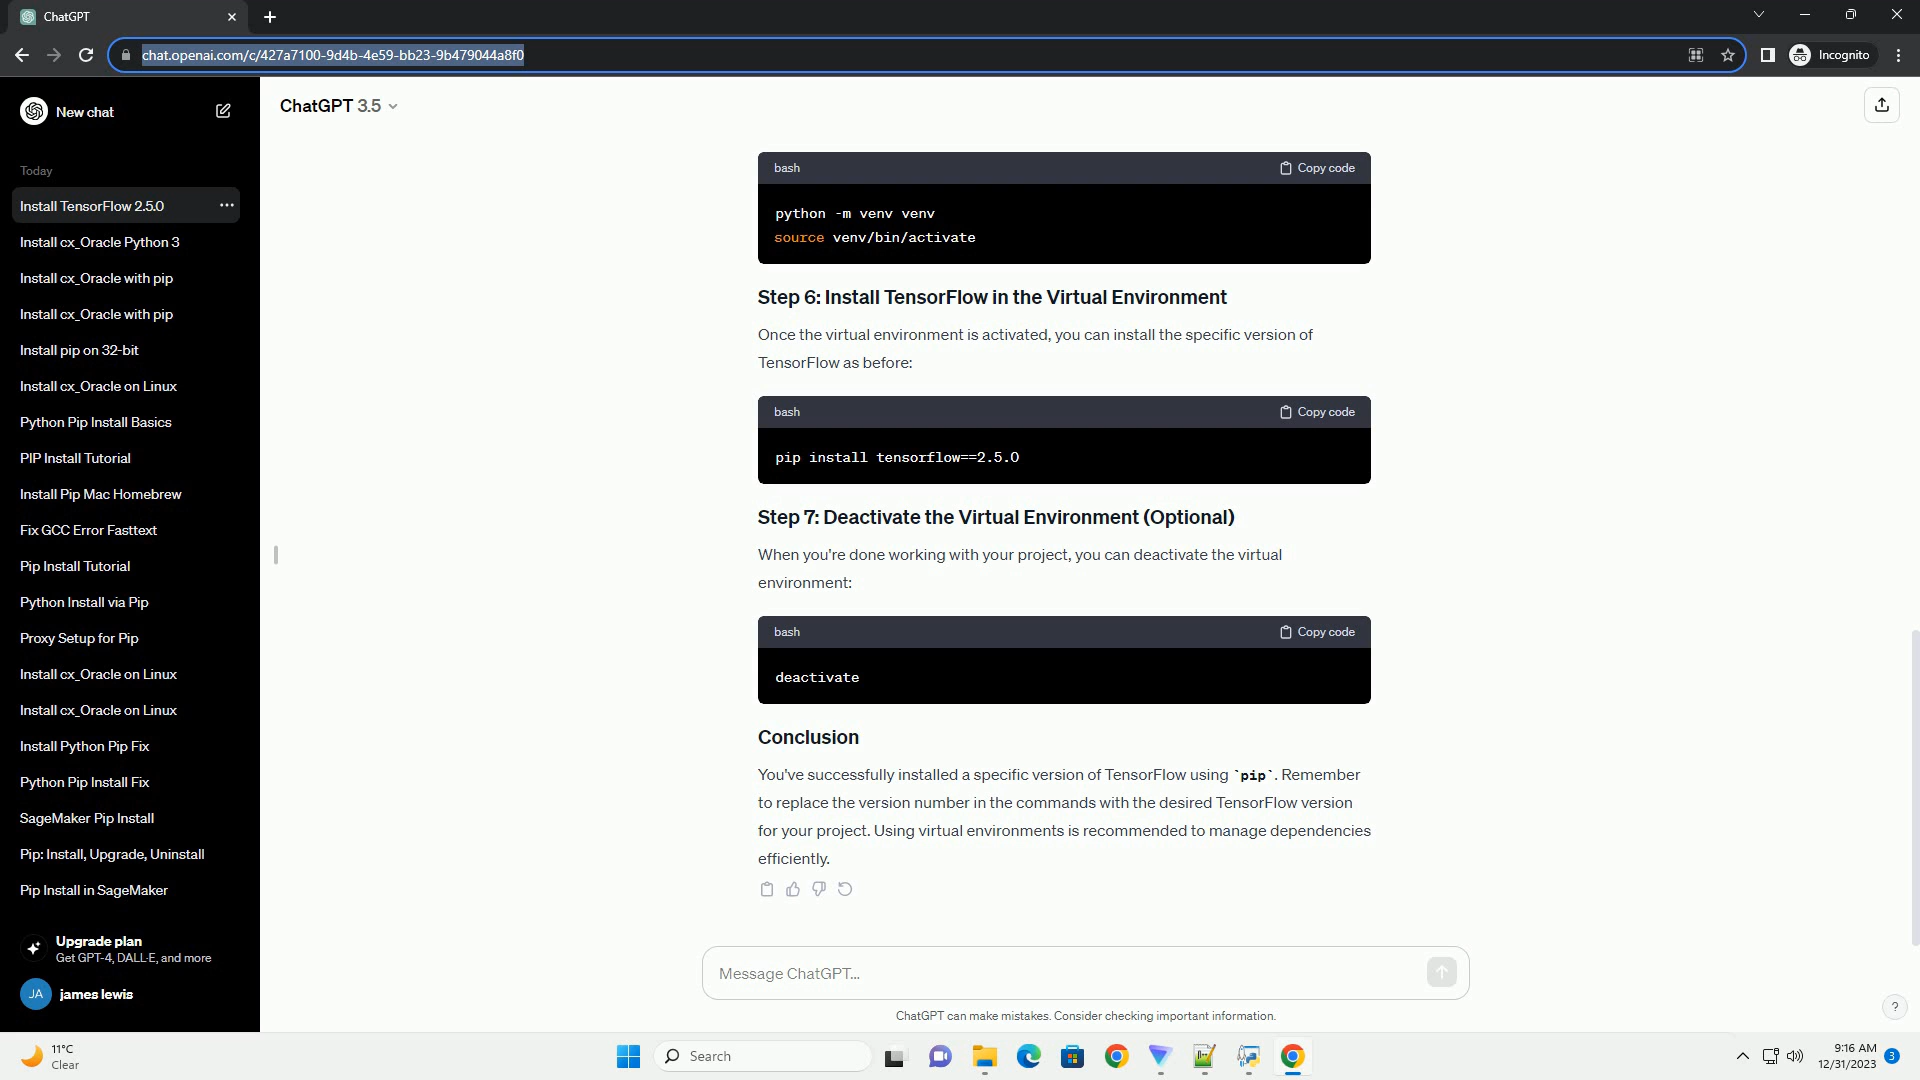 ChatGPT
chat.openai.com/c/427a7100-9d4b-4e59-bb23-9b479044a8f0
Incognito
New chat
Today
Install TensorFlow 2.5.0
Install cx_Oracle Python 3
Install cx_Oracle with pip
Install cx_Oracle with pip
Install pip on 32-bit
Install cx_Oracle on Linux
Python Pip Install Basics
PIP Install Tutorial
Install Pip Mac Homebrew
Fix GCC Error Fasttext
Pip Install Tutorial
Python Install via Pip
Proxy Setup for Pip
Install cx_Oracle on Linux
Install cx_Oracle on Linux
Install Python Pip Fix
Python Pip Install Fix
SageMaker Pip Install
Pip: Install, Upgrade, Uninstall
Pip Install in SageMaker
Upgrade plan
Get GPT-4, DALL·E, and more
JA james lewis
ChatGPT 3.5
bash Copy code
python -m venv venv
source venv/bin/activate
Step 6: Install TensorFlow in the Virtual Environment
Once the virtual environment is activated, you can install the specific version of
TensorFlow as before:
bash Copy code
pip install tensorflow==2.5.0
Step 7: Deactivate the Virtual Environment (Optional)
When you're done working with your project, you can deactivate the virtual
environment:
bash Copy code
deactivate
Conclusion
You've successfully installed a specific version of TensorFlow using `pip`. Remember
to replace the version number in the commands with the desired TensorFlow version
for your project. Using virtual environments is recommended to manage dependencies
efficiently.
Message ChatGPT...
ChatGPT can make mistakes. Consider checking important information.
?
11°C
Clear
Search
9:16 AM
12/31/2023
3